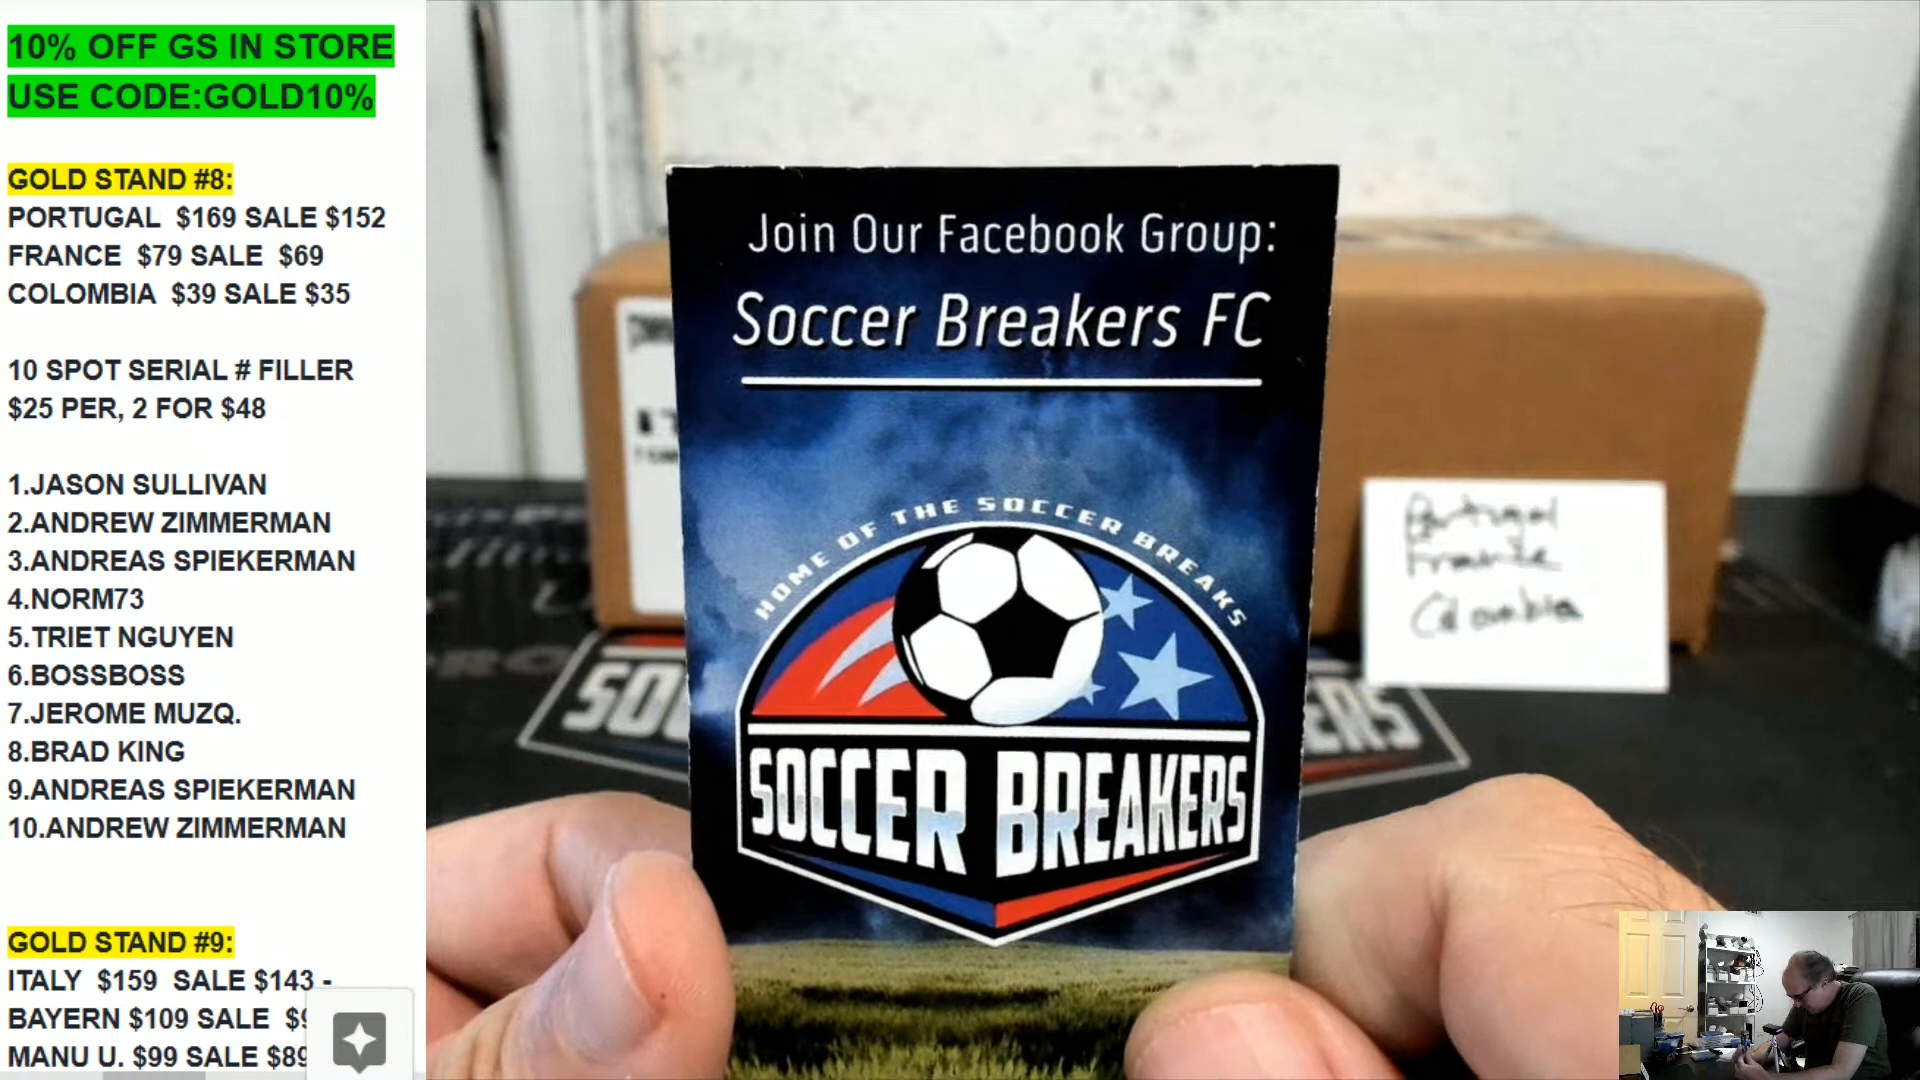 10% OFF GS IN STORE
USE CODE:GOLD10%
GOLD STAND #8:
PORTUGAL $169 SALE $152
FRANCE $79 SALE $69
COLOMBIA $39 SALE $35
10 SPOT SERIAL # FILLER
$25 PER, 2 FOR $48
1.JASON SULLIVAN
2.ANDREW ZIMMERMAN
3.ANDREAS SPIEKERMAN
4.NORM73
5.TRIET NGUYEN
6.BOSSBOSS
7.JEROME MUZQ.
8.BRAD KING
9.ANDREAS SPIEKERMAN
10.ANDREW ZIMMERMAN
GOLD STAND #9:
ITALY $159 SALE $143 -
BAYERN $109 SALE
MANU U. $99 SALE $89
Join Our Facebook Group:
Soccer Breakers FC
HOME OF THE SOCCER BREAKS
SOCCER BREAKERS
Portugal
France
Colombia